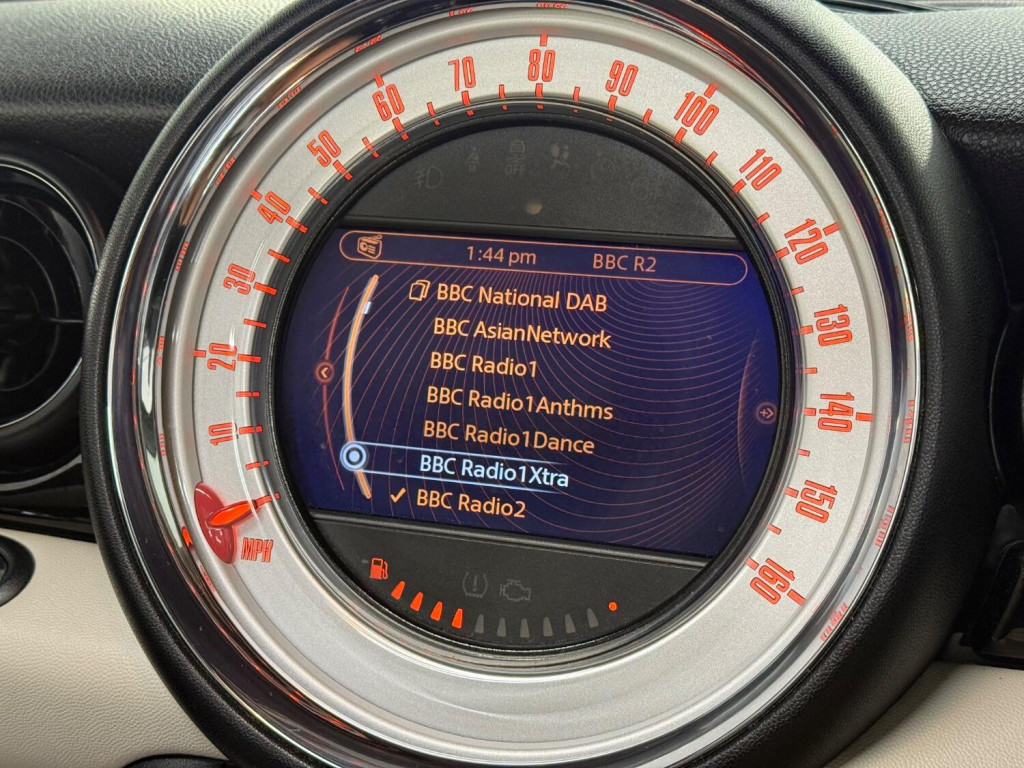 80
70
90
60
100
50
110
40
120
30
130
20
140
10
150
MPH
160
OFF
1:44 pm BBC R2
BBC National DAB
BBC AsianNetwork
BBC Radio1
BBC Radio1Anthms
BBC Radio1Dance
BBC Radio1Xtra
BBC Radio2